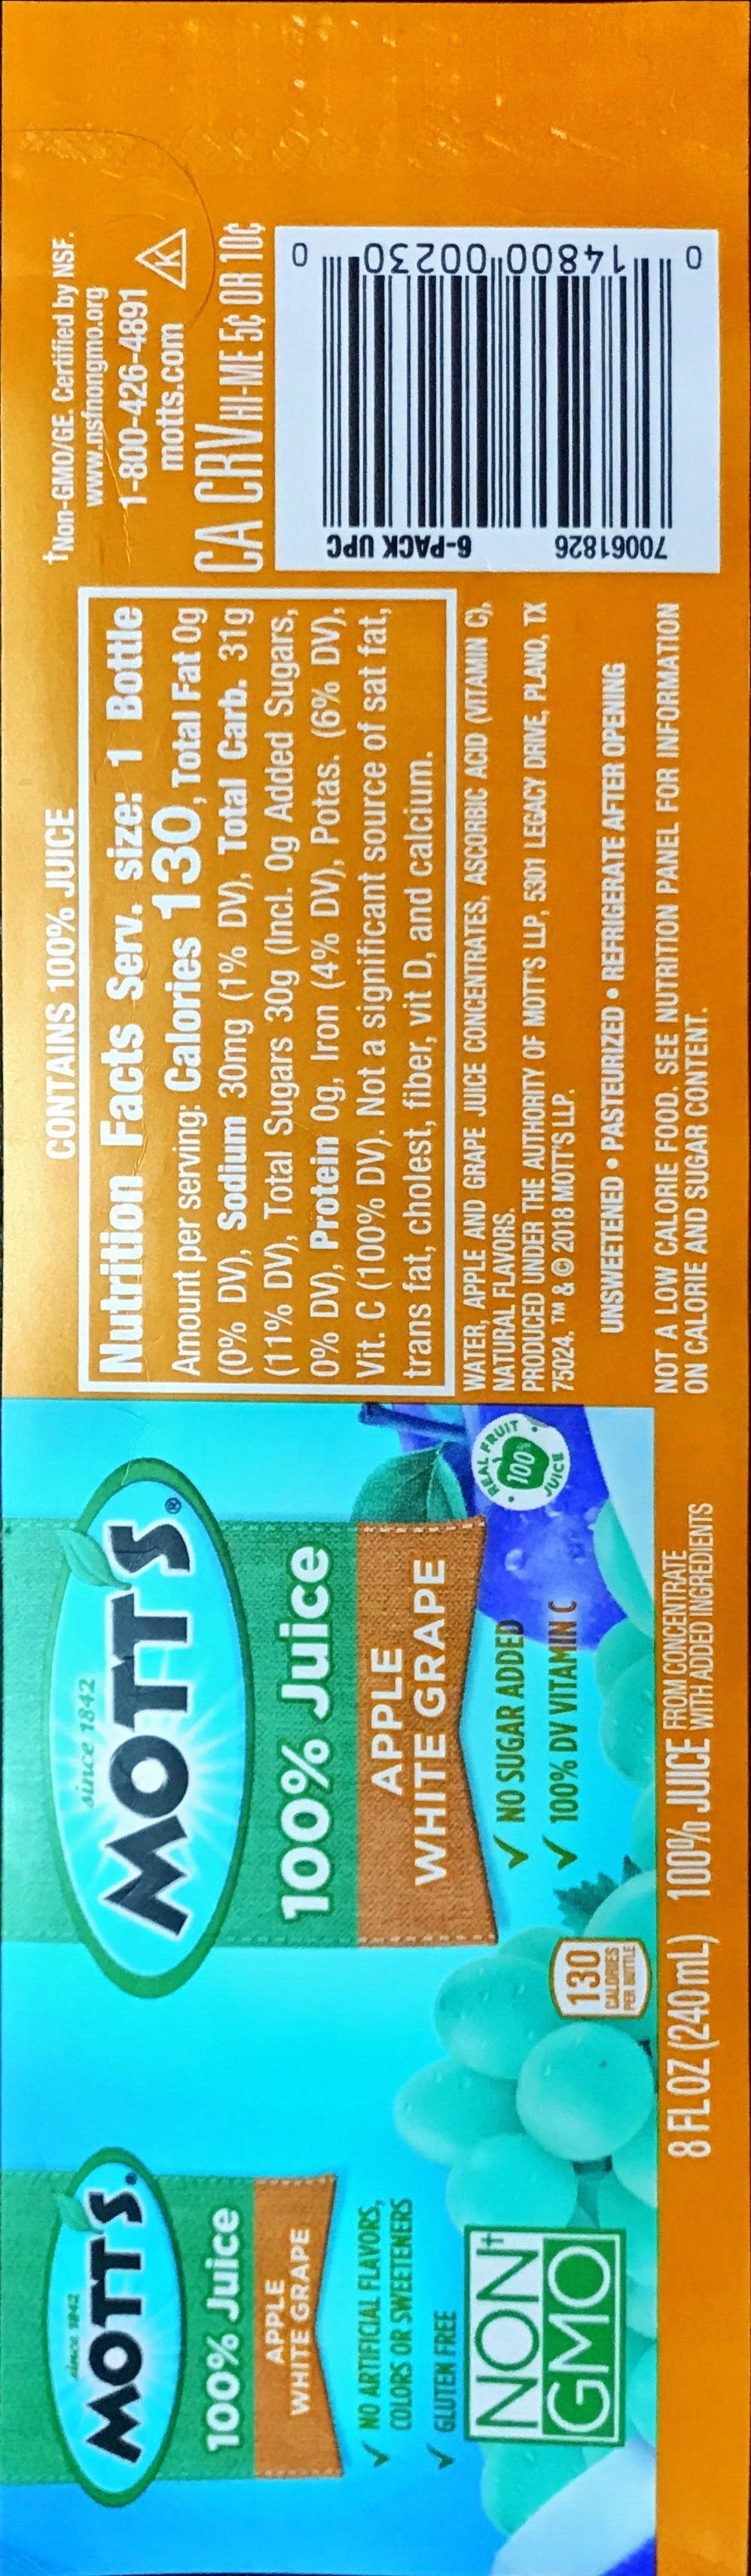 since 1842
MOTT'S.
100% Juice
APPLE
WHITE GRAPE
✓ NO ARTIFICIAL FLAVORS,
COLORS OR SWEETENERS
✓ GLUTEN FREE
NON†
GMO
since 1842
MOTT'S®
100% Juice
APPLE
WHITE GRAPE
✓ NO SUGAR ADDED
✓ 100% DV VITAMIN C
• REAL FRUIT •
100%
JUICE
130
CALORIES
PER BOTTLE
8 FL OZ (240 mL)
100% JUICE FROM CONCENTRATE
WITH ADDED INGREDIENTS
CONTAINS 100% JUICE
Nutrition Facts Serv. size: 1 Bottle
Amount per serving: Calories 130, Total Fat 0g
(0% DV), Sodium 30mg (1% DV), Total Carb. 31g
(11% DV), Total Sugars 30g (Incl. 0g Added Sugars,
0% DV), Protein 0g, Iron (4% DV), Potas. (6% DV),
Vit. C (100% DV). Not a significant source of sat fat,
trans fat, cholest, fiber, vit D, and calcium.
WATER, APPLE AND GRAPE JUICE CONCENTRATES, ASCORBIC ACID (VITAMIN C),
NATURAL FLAVORS.
PRODUCED UNDER THE AUTHORITY OF MOTT'S LLP, 5301 LEGACY DRIVE, PLANO, TX
75024. ™ & © 2018 MOTT'S LLP.
UNSWEETENED • PASTEURIZED • REFRIGERATE AFTER OPENING
NOT A LOW CALORIE FOOD. SEE NUTRITION PANEL FOR INFORMATION
ON CALORIE AND SUGAR CONTENT.
†Non-GMO/GE. Certified by NSF.
www.nsfnongmo.org
1-800-426-4891
motts.com
K
CA CRV HI-ME 5¢ OR 10¢
70061826
6-PACK UPC
0 14800 00230 0